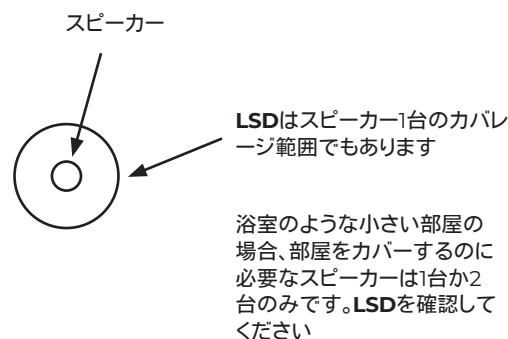 スピーカー
LSDはスピーカー1台のカバレ
ージ範囲でもあります
浴室のような小さい部屋の
場合、部屋をカバーするのに
必要なスピーカーは1台か2
台のみです。LSDを確認して
ください